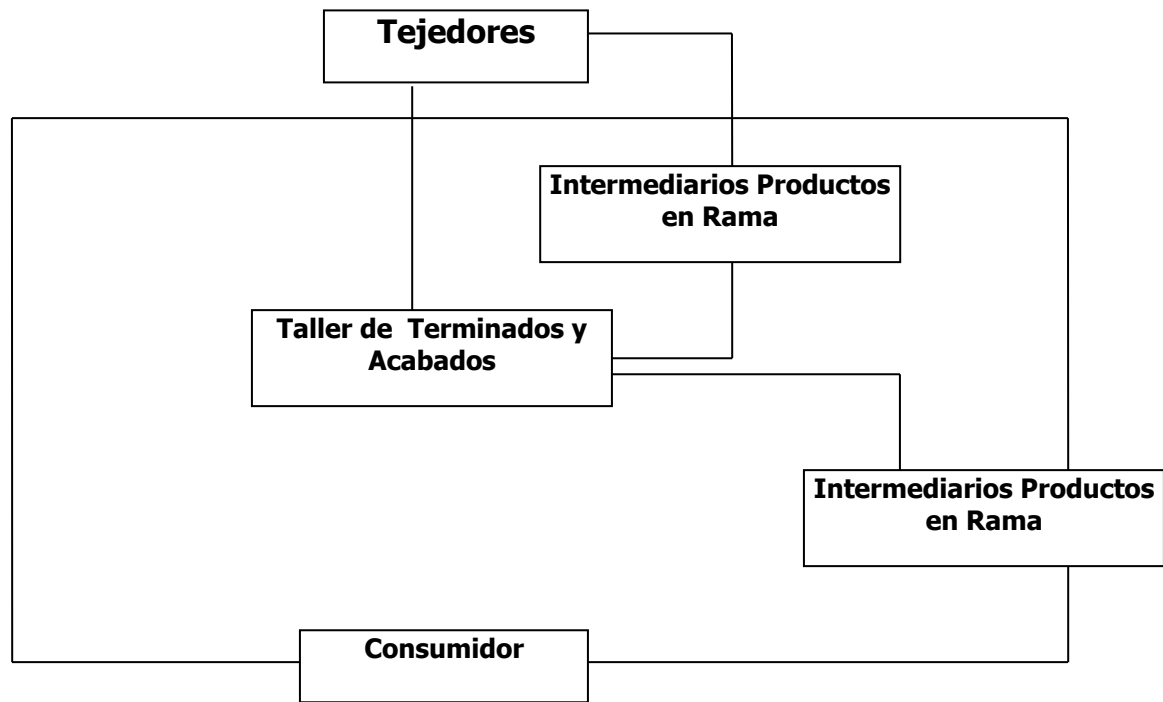 Tejedores
Intermediarios Productos
en Rama
Taller de  Terminados y
Acabados
Intermediarios Productos
en Rama
Consumidor